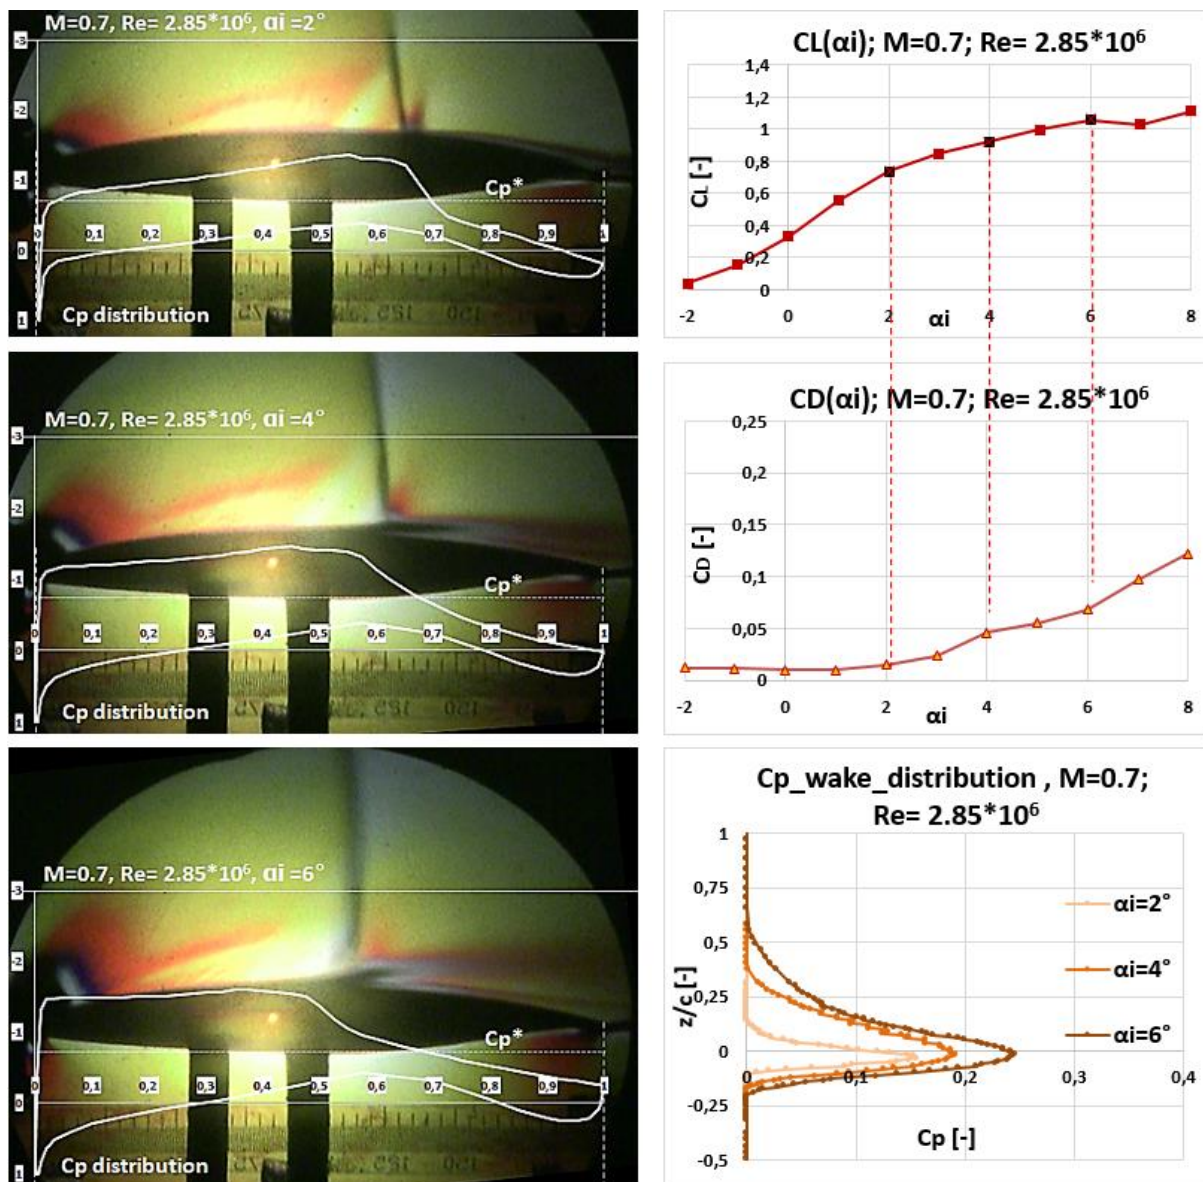 M=0.7, Re= 2.85*10⁶, αi =2°
-3
-2
-1
Cp*
0 0,1 0,2 0,3 0,4 0,5 0,6 0,7 0,8 0,9 1
0
1
Cp distribution
M=0.7, Re= 2.85*10⁶, αi =4°
-3
-2
-1
Cp*
0 0,1 0,2 0,3 0,4 0,5 0,6 0,7 0,8 0,9 1
0
1
Cp distribution
M=0.7, Re= 2.85*10⁶, αi =6°
-3
-2
-1
Cp*
0 0,1 0,2 0,3 0,4 0,5 0,6 0,7 0,8 0,9 1
0
1
Cp distribution
CL(αi); M=0.7; Re= 2.85*10⁶
1,4
1,2
1
0,8
0,6
0,4
0,2
0
CL [-]
-2 0 2 4 6 8
αi
CD(αi); M=0.7; Re= 2.85*10⁶
0,25
0,2
0,15
0,1
0,05
0
CD [-]
-2 0 2 4 6 8
αi
Cp_wake_distribution , M=0.7;
Re= 2.85*10⁶
1
0,75
0,5
0,25
0
-0,25
-0,5
z/c [-]
αi=2°
αi=4°
αi=6°
0 0,1 0,2 0,3 0,4
Cp [-]